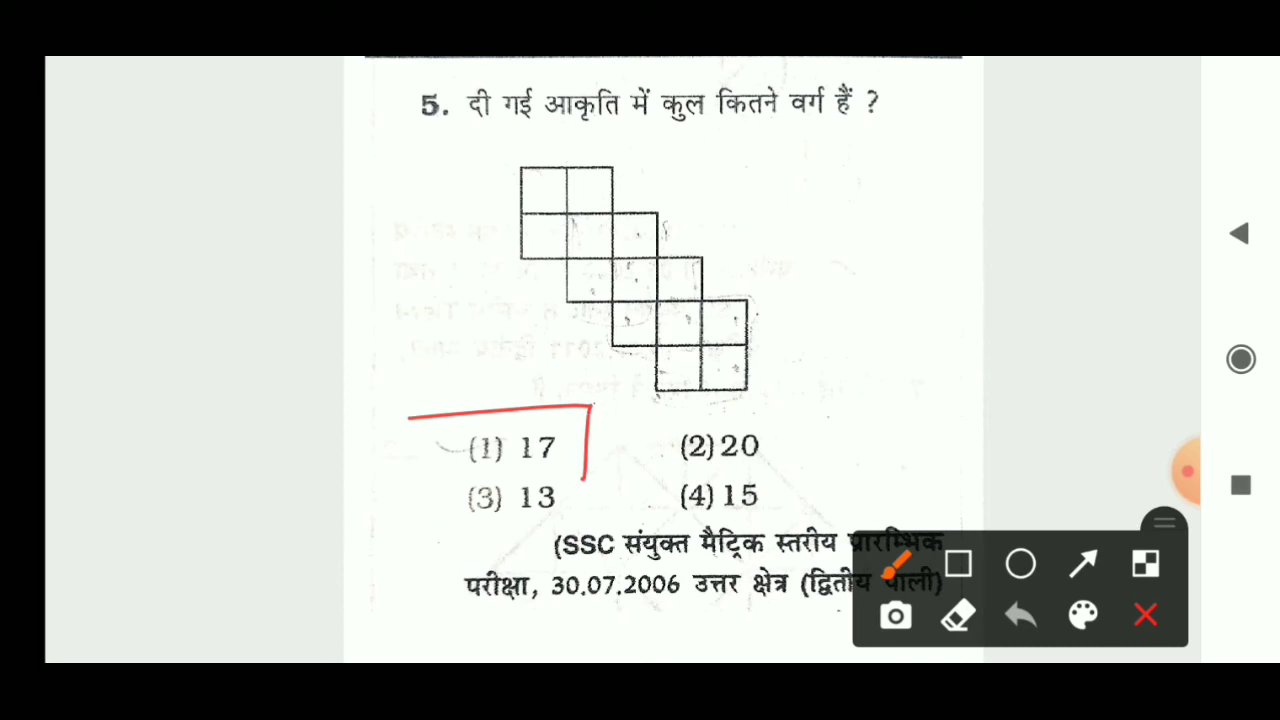 5. दी गई आकृति में कुल कितने वर्ग हैं ?
(1) 17 (2) 20
(3) 13 (4) 15
(SSC संयुक्त मैट्रिक स्तरीय प्रारम्भिक
परीक्षा, 30.07.2006 उत्तर क्षेत्र (द्वितीय पाली)